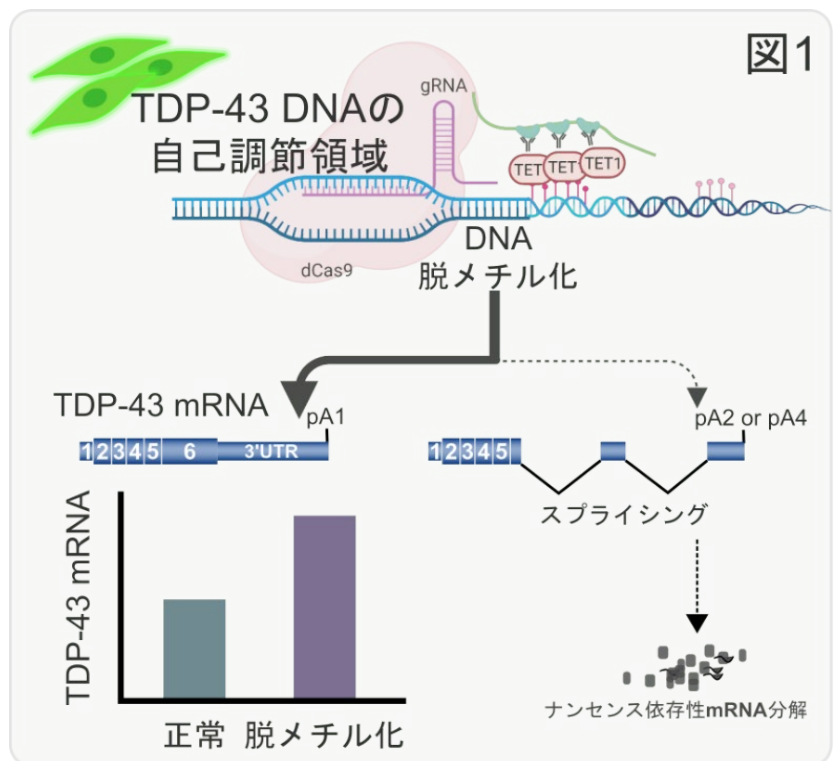 図1
TDP-43 DNAの
自己調節領域
gRNA
TET
TET
TET1
dCas9
DNA
脱メチル化
TDP-43 mRNA
pA1
1 2 3 4 5 6 3'UTR
pA2 or pA4
1 2 3 4 5
スプライシング
TDP-43 mRNA
正常 脱メチル化
ナンセンス依存性mRNA分解